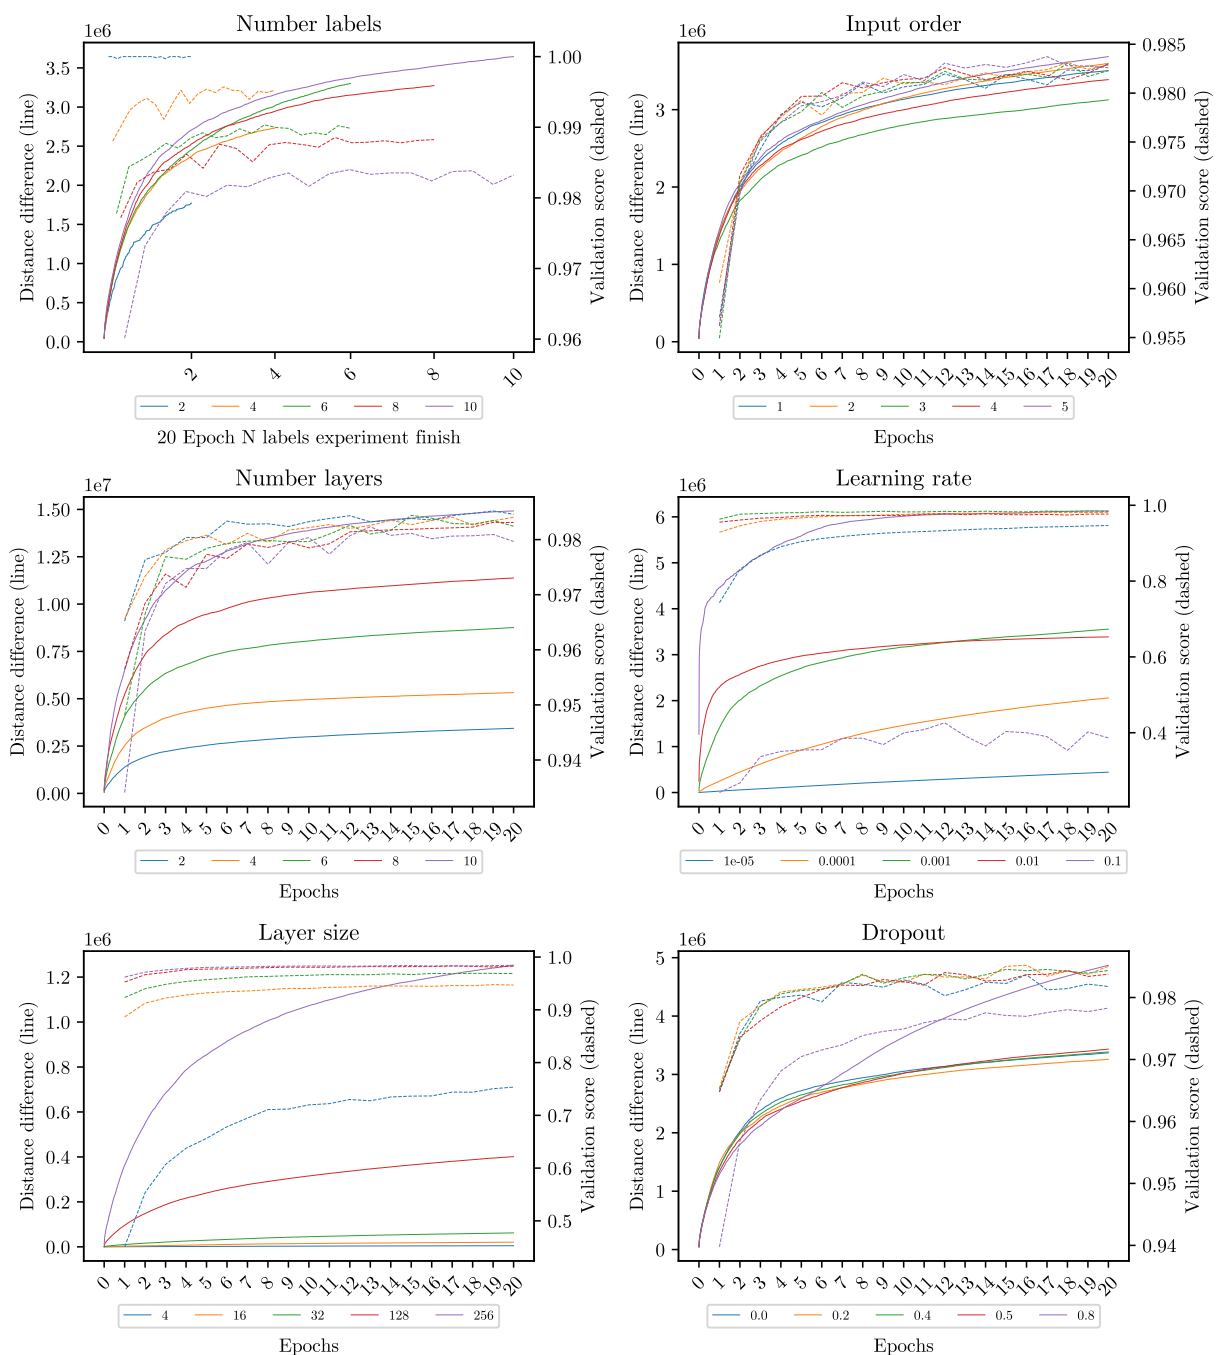 Number labels
1e6
Distance difference (line)
3.5
3.0
2.5
2.0
1.5
1.0
0.5
0.0
1.00
0.99
0.98
0.97
0.96
Validation score (dashed)
2 4 6 8 10
2 4 6 8 10
20 Epoch N labels experiment finish
Input order
1e6
Distance difference (line)
3
2
1
0
0.985
0.980
0.975
0.970
0.965
0.960
0.955
Validation score (dashed)
0 1 2 3 4 5 6 7 8 9 10 11 12 13 14 15 16 17 18 19 20
1 2 3 4 5
Epochs
Number layers
1e7
Distance difference (line)
1.50
1.25
1.00
0.75
0.50
0.25
0.00
0.98
0.97
0.96
0.95
0.94
Validation score (dashed)
0 1 2 3 4 5 6 7 8 9 10 11 12 13 14 15 16 17 18 19 20
2 4 6 8 10
Epochs
Learning rate
1e6
Distance difference (line)
6
5
4
3
2
1
0
1.0
0.8
0.6
0.4
Validation score (dashed)
0 1 2 3 4 5 6 7 8 9 10 11 12 13 14 15 16 17 18 19 20
1e-05 0.0001 0.001 0.01 0.1
Epochs
Layer size
1e6
Distance difference (line)
1.2
1.0
0.8
0.6
0.4
0.2
0.0
1.0
0.9
0.8
0.7
0.6
0.5
Validation score (dashed)
0 1 2 3 4 5 6 7 8 9 10 11 12 13 14 15 16 17 18 19 20
4 16 32 128 256
Epochs
Dropout
1e6
Distance difference (line)
5
4
3
2
1
0
0.98
0.97
0.96
0.95
0.94
Validation score (dashed)
0 1 2 3 4 5 6 7 8 9 10 11 12 13 14 15 16 17 18 19 20
0.0 0.2 0.4 0.5 0.8
Epochs